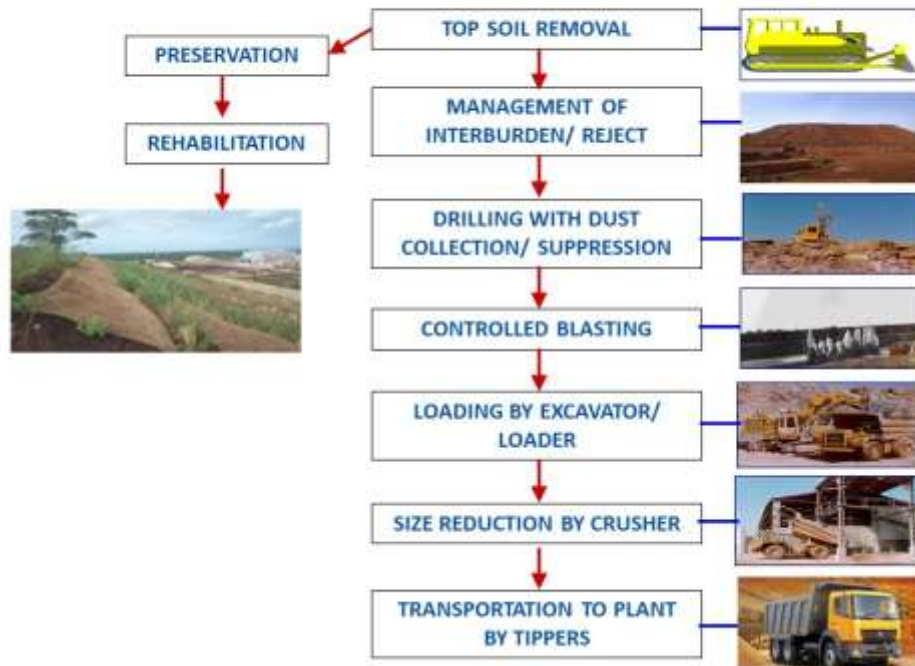 TOP SOIL REMOVAL
PRESERVATION
MANAGEMENT OF
INTERBURDEN/ REJECT
REHABILITATION
DRILLING WITH DUST
COLLECTION/ SUPPRESSION
CONTROLLED BLASTING
LOADING BY EXCAVATOR/
LOADER
SIZE REDUCTION BY CRUSHER
TRANSPORTATION TO PLANT
BY TIPPERS